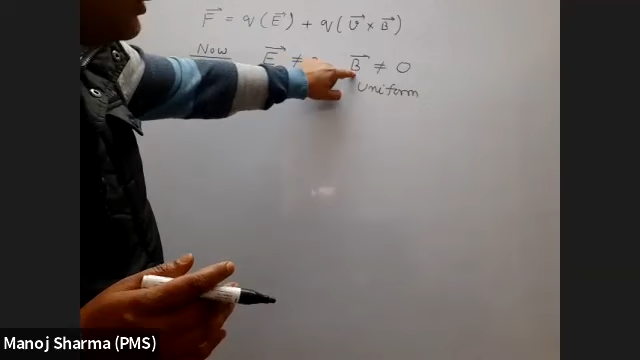 F⃗ = q(E⃗) + q(v⃗ × B⃗)
Now E⃗ ≠ B⃗ ≠ 0
Uniform
Manoj Sharma (PMS)